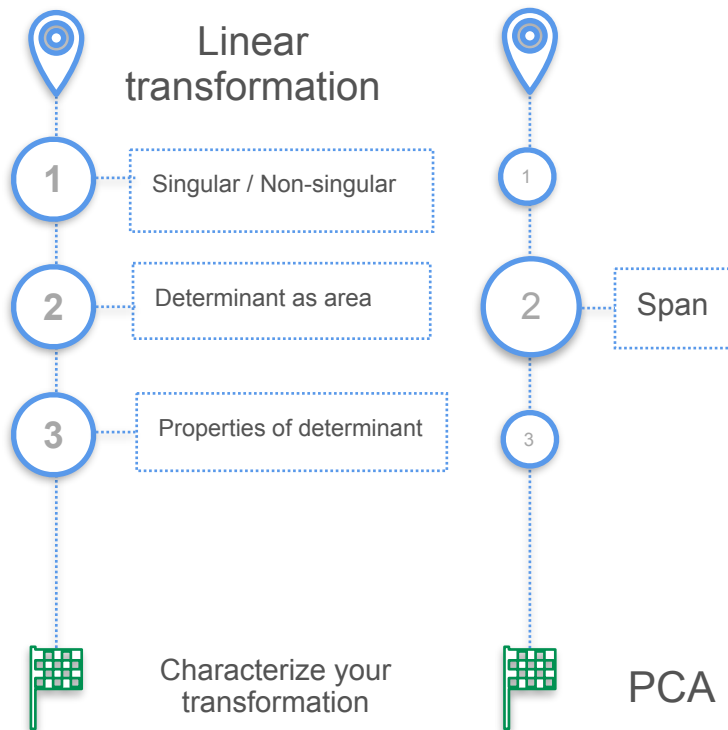 Linear
transformation
1
Singular / Non-singular
2
Determinant as area
3
Properties of determinant
Characterize your
transformation
1
2
Span
3
PCA